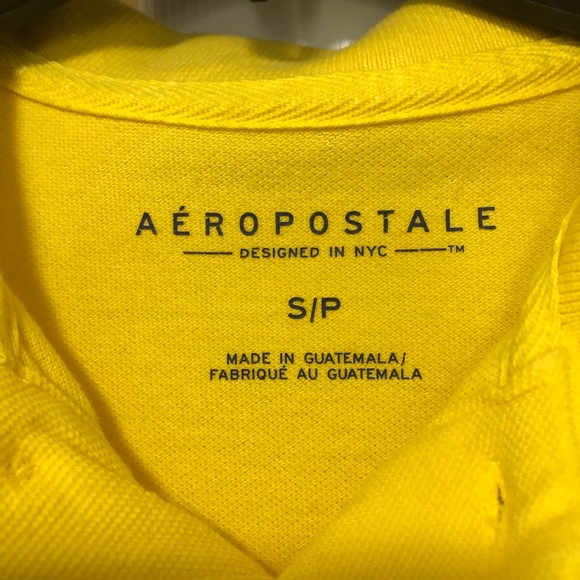 AÉROPOSTALE
DESIGNED IN NYC ™
S/P
MADE IN GUATEMALA/
FABRIQUÉ AU GUATEMALA